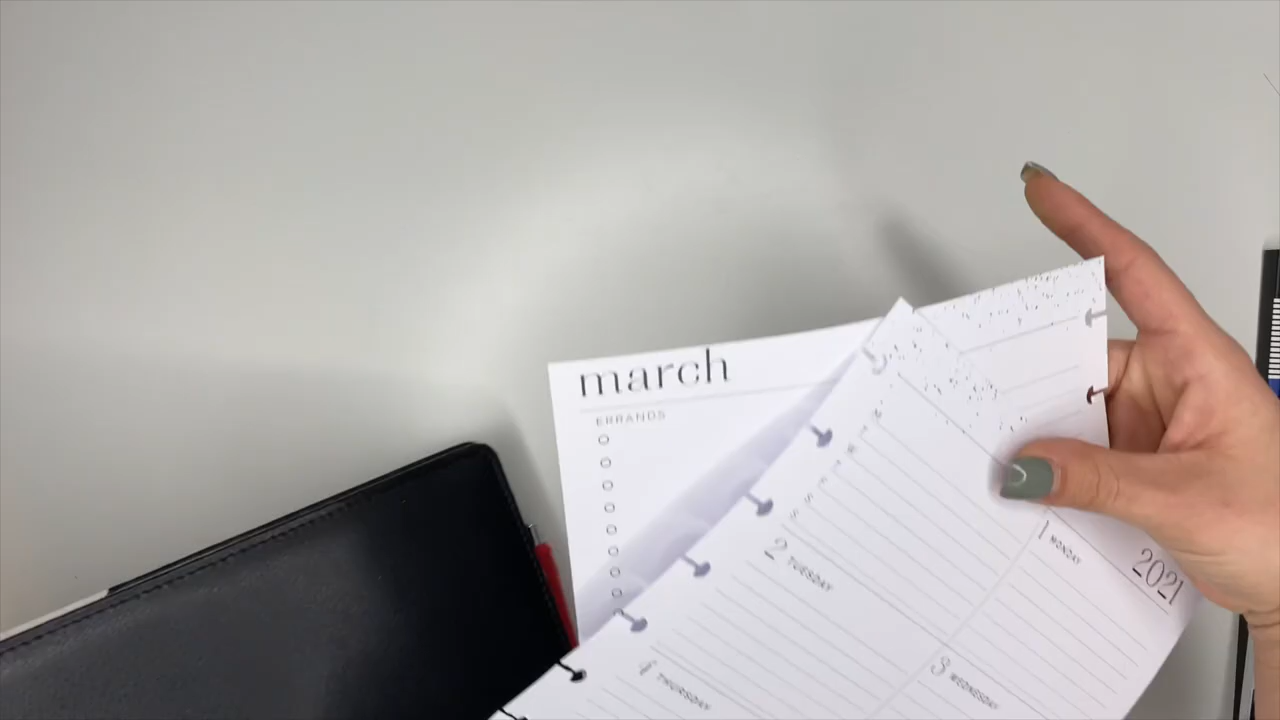 march
ERRANDS
2021
M
T
W
T
F
S
S
1 MONDAY
2 TUESDAY
3 WEDNESDAY
4 THURSDAY